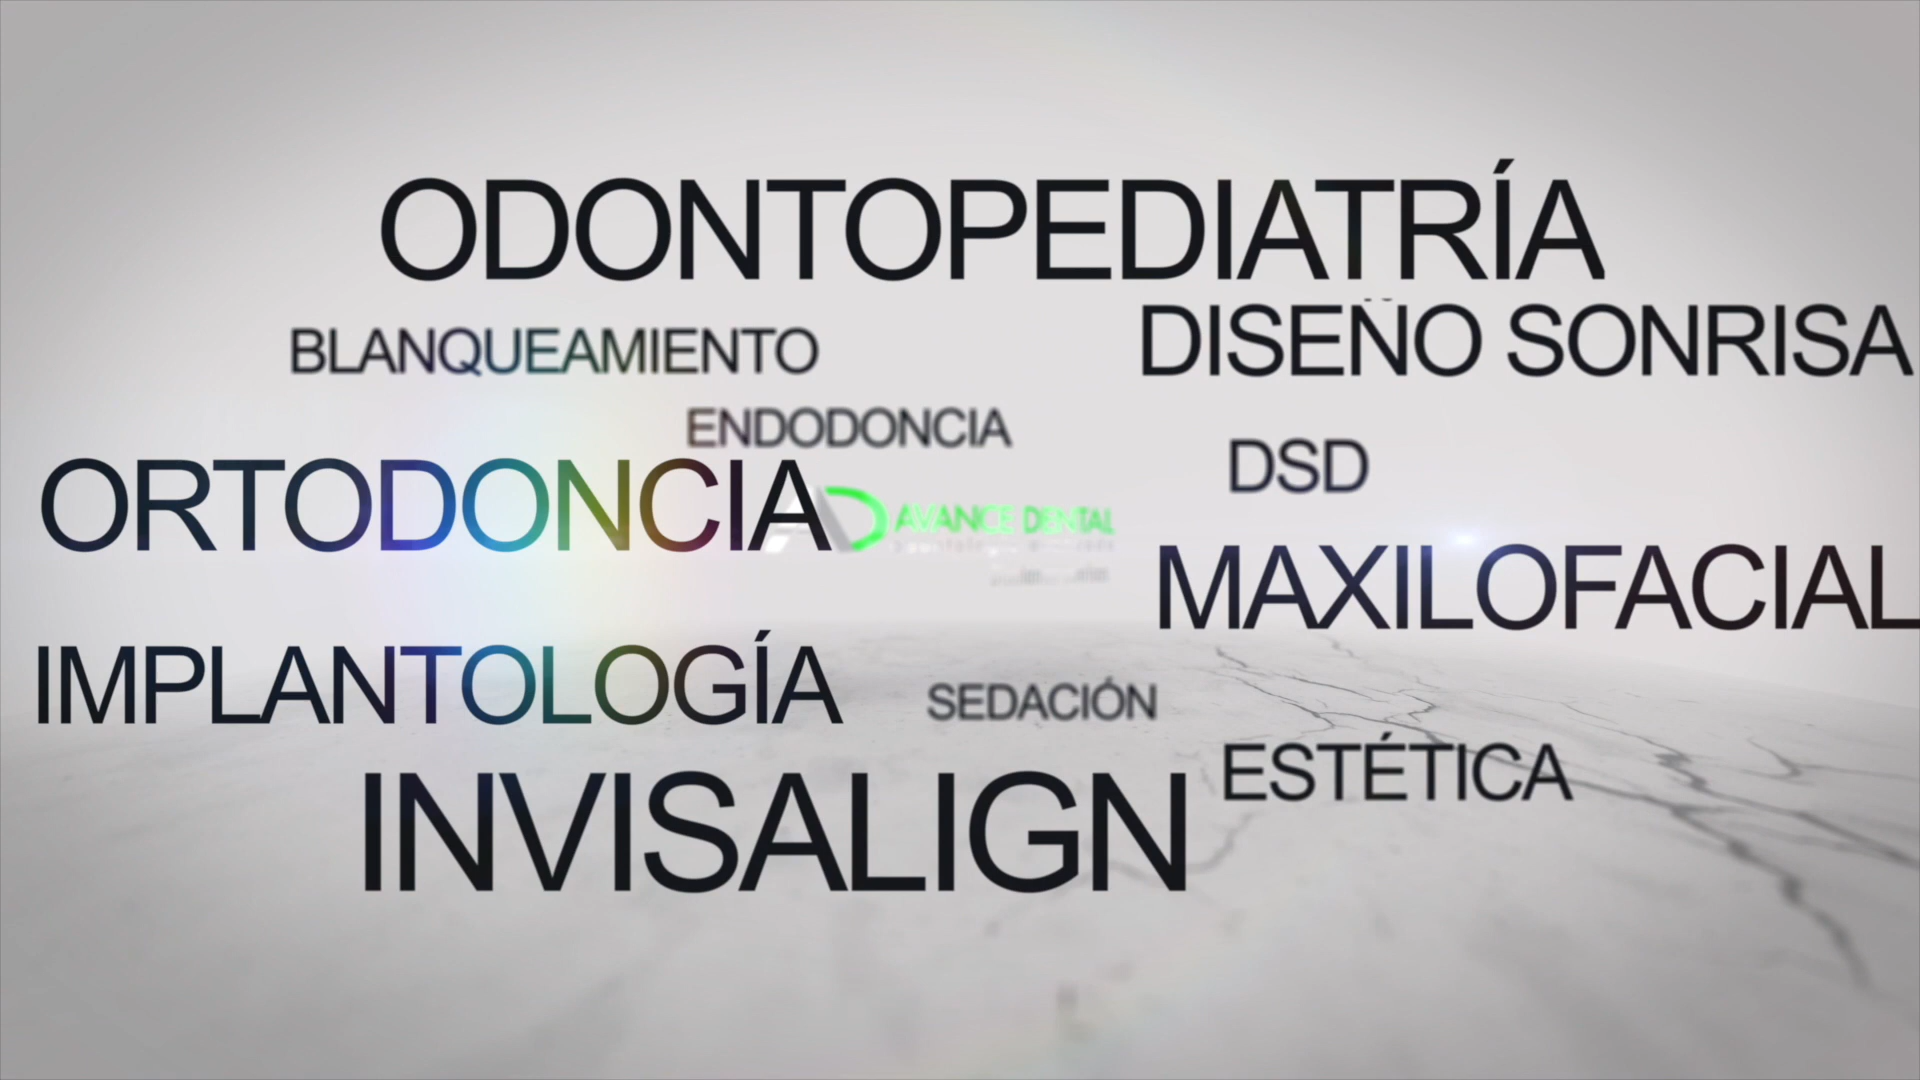 ODONTOPEDIATRÍA
BLANQUEAMIENTO
DISEÑO SONRISA
ENDODONCIA
DSD
ORTODONCIA
AVANCE DENTAL
MAXILOFACIAL
IMPLANTOLOGÍA
SEDACIÓN
ESTÉTICA
INVISALIGN